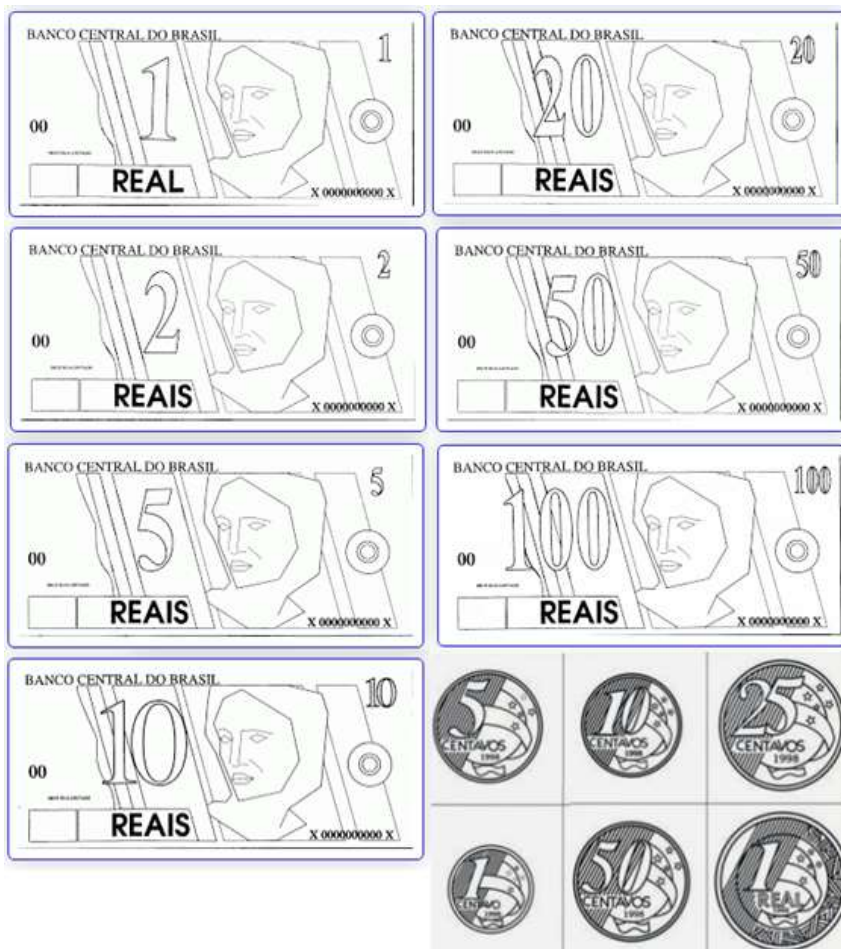 BANCO CENTRAL DO BRASIL
1
1
00
REAL
X 0000000000 X
BANCO CENTRAL DO BRASIL
20
20
00
REAIS
X 0000000000 X
BANCO CENTRAL DO BRASIL
2
2
00
REAIS
X 0000000000 X
BANCO CENTRAL DO BRASIL
50
50
00
REAIS
X 0000000000 X
BANCO CENTRAL DO BRASIL
5
5
00
REAIS
X 0000000000 X
BANCO CENTRAL DO BRASIL
100
100
00
REAIS
X 0000000000 X
BANCO CENTRAL DO BRASIL
10
10
00
REAIS
X 0000000000 X
5
CENTAVOS
1998
10
CENTAVOS
1998
25
CENTAVOS
1998
1
CENTAVO
1998
50
CENTAVOS
1998
1
REAL